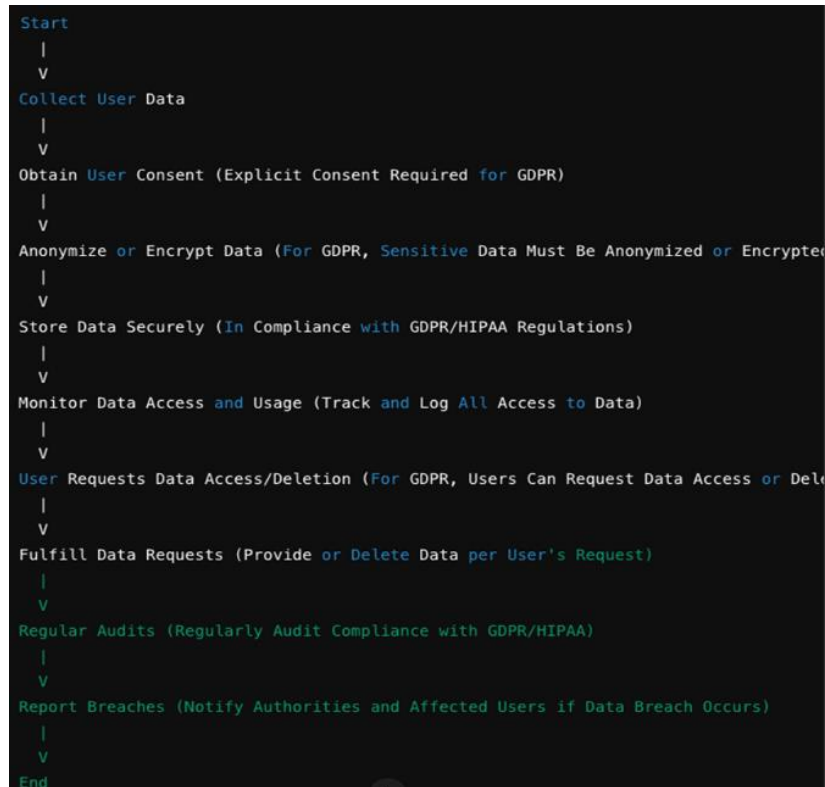 Start
|
v
Collect User Data
|
v
Obtain User Consent (Explicit Consent Required for GDPR)
|
v
Anonymize or Encrypt Data (For GDPR, Sensitive Data Must Be Anonymized or Encrypted
|
v
Store Data Securely (In Compliance with GDPR/HIPAA Regulations)
|
v
Monitor Data Access and Usage (Track and Log All Access to Data)
|
v
User Requests Data Access/Deletion (For GDPR, Users Can Request Data Access or Dele
|
v
Fulfill Data Requests (Provide or Delete Data per User's Request)
|
v
Regular Audits (Regularly Audit Compliance with GDPR/HIPAA)
|
v
Report Breaches (Notify Authorities and Affected Users if Data Breach Occurs)
|
v
End